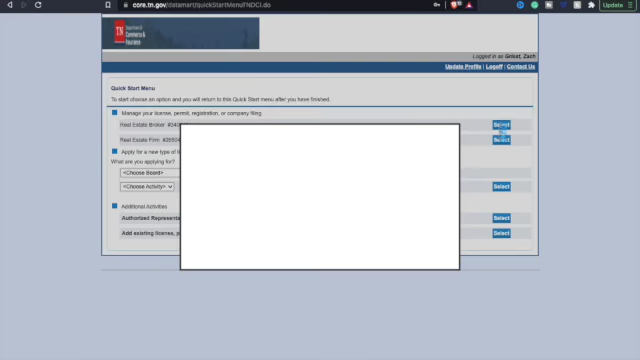 core.tn.gov/datamart/quickStartMenuTNDCI.do
Update
TN Department of
Commerce &
Insurance
Logged in as Griest, Zach
Update Profile | Logoff | Contact Us
Quick Start Menu
To start choose an option and you will return to this Quick Start menu after you have finished.
Manage your license, permit, registration, or company filing
Real Estate Broker Select
Real Estate Firm Select
Apply for a new type of
What are you applying for?
<Choose Board>
<Choose Activity> Select
Additional Activities
Authorized Representa Select
Add existing license, p Select